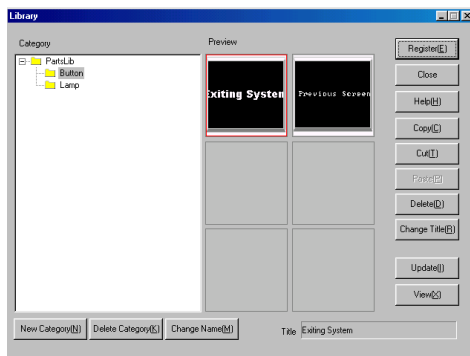 Library
Category
Preview
PartsLib
Button
Lamp
Exiting System
Previous Screen
Register(E)
Close
Help(H)
Copy(C)
Cut(T)
Paste(P)
Delete(D)
Change Title(R)
Update(I)
View(X)
New Category(N)
Delete Category(K)
Change Name(M)
Title
Exiting System